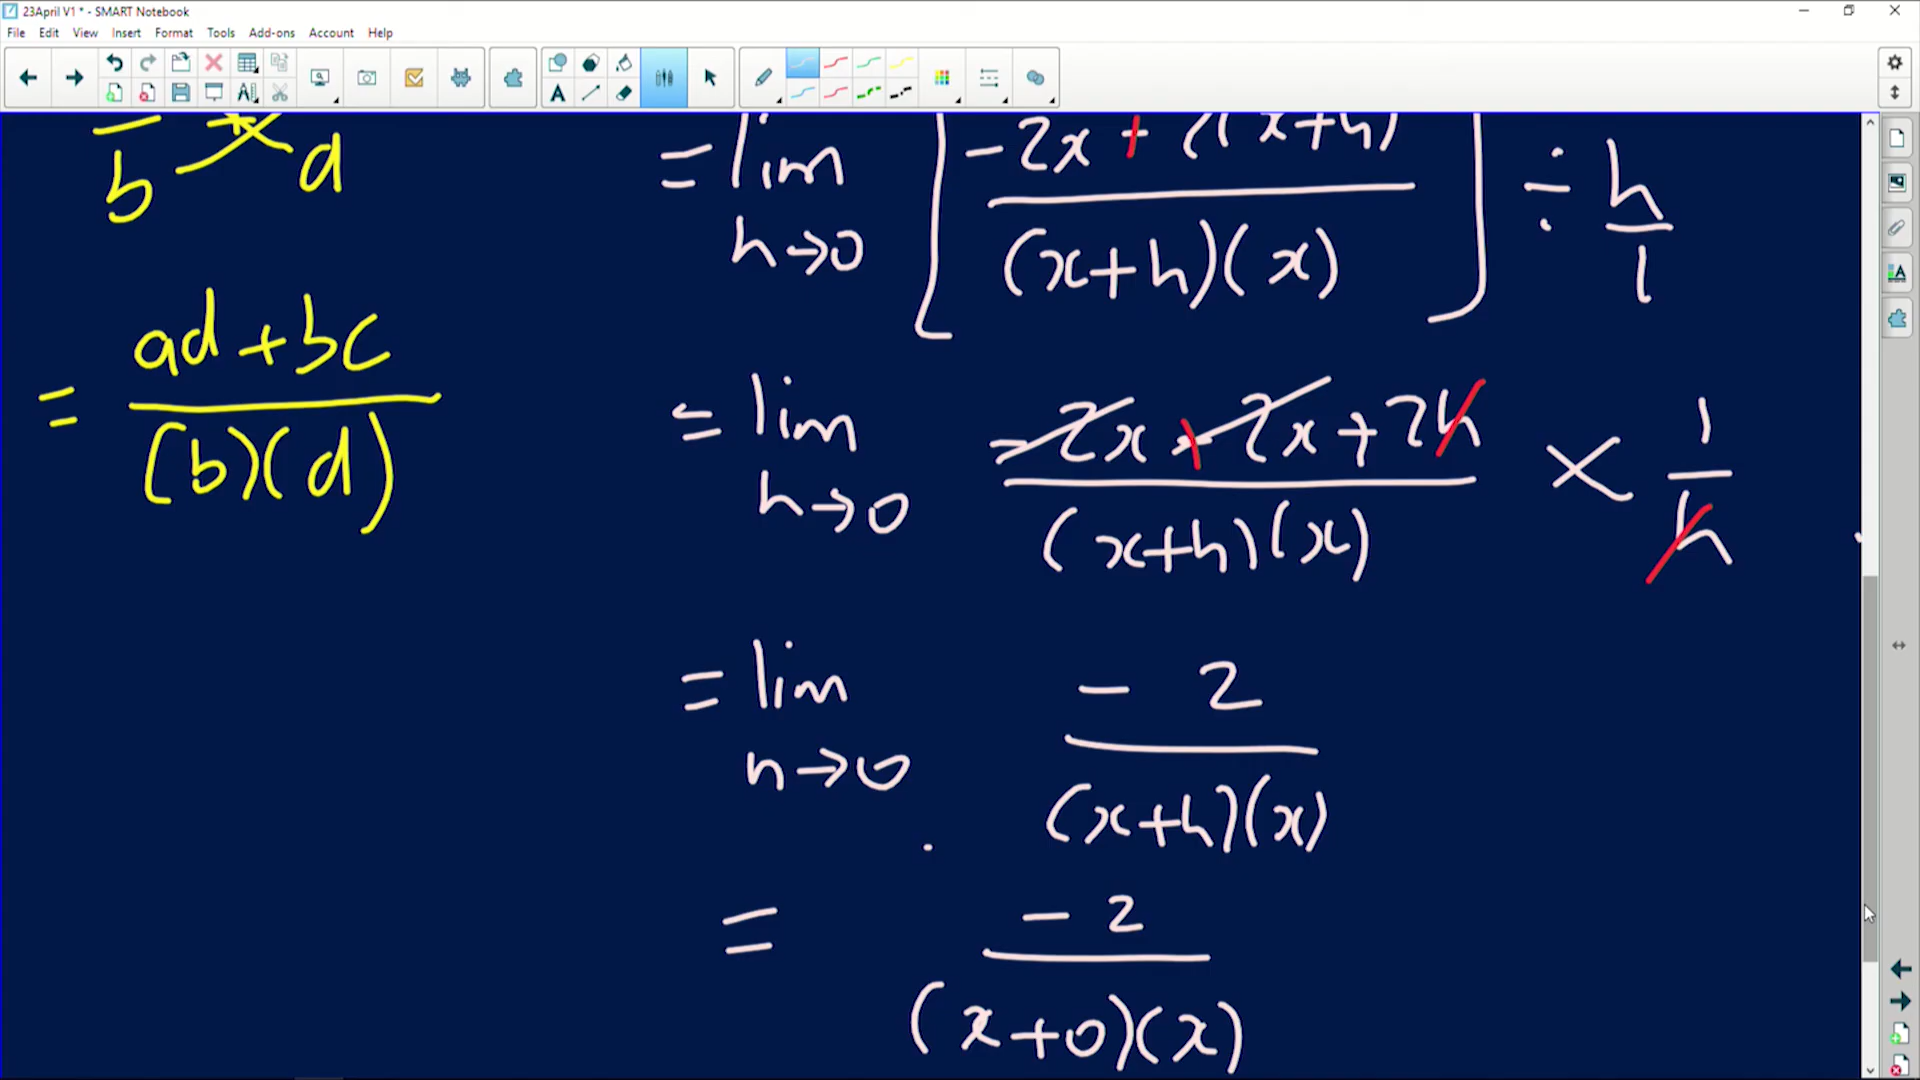 23April V1 * - SMART Notebook
File Edit View Insert Format Tools Add-ons Account Help
b d
= ad + bc
(b)(d)
= lim -2x + 2(x+h) ÷ h
h→0 (x+h)(x) 1
= lim -2x + 2x + 2h × 1
h→0 (x+h)(x) h
= lim - 2
h→0 (x+h)(x)
= - 2
(x+0)(x)